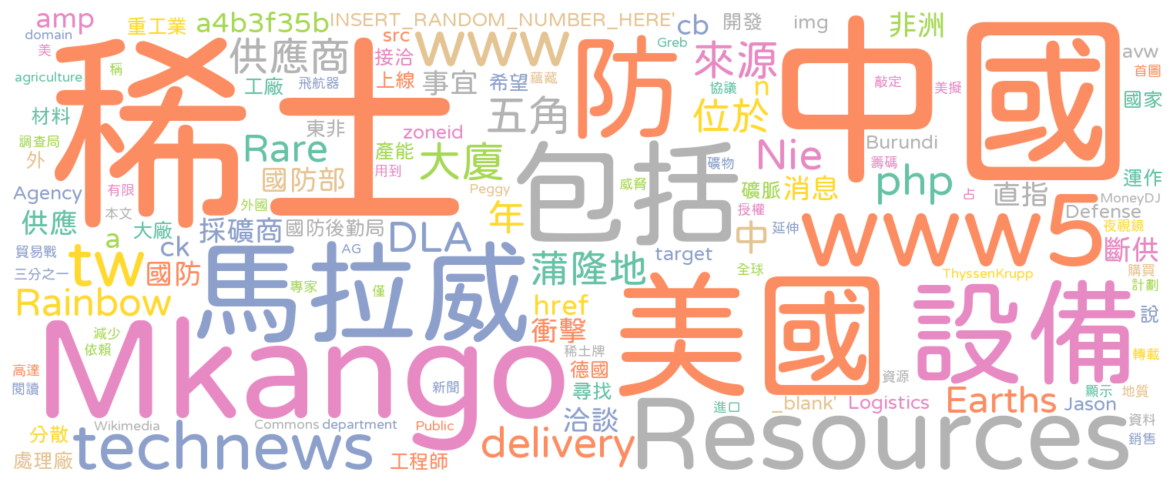 amp
domain
美
重工業
a4b3f35b
INSERT_RANDOM_NUMBER_HERE'
cb
開發
img
非洲
avw
首圖
稱
agriculture
工廠
飛航器
供應商
src
接洽
上線
事宜
www
希望
蘊藏
Greb
防
來源
n
協議
敲定
美擬
國家
中國
稀土
材料
調查局
外
東非
Rare
國防部
產能
用到
zoneid
大廈
五角
位於
包括
威脅
礦物
Nie
授權
礦脈
消息
Burundi
籌碼
php
占
直指
運作
MoneyDJ
Defense
夜視鏡
斷供
Agency
有限
本文
外國
供應
大廠
a
採礦商
國防後勤局
Peggy
年
蒲隆地
target
中
延伸
www5
貿易戰
三分之一
tw
ck
國防
DLA
AG
專家
僅
href
全球
ThyssenKrupp
購買
計劃
說
Rainbow
馬拉威
衝擊
美國
設備
減少
依賴
高達
閱讀
Mkango
新聞
稀土牌
德國
尋找
資源
轉載
顯示
地質
進口
_blank'
Logistics
Earths
Jason
資料
銷售
分散
Wikimedia
Commons
department
Public
洽談
處理廠
technews
工程師
delivery
Resources